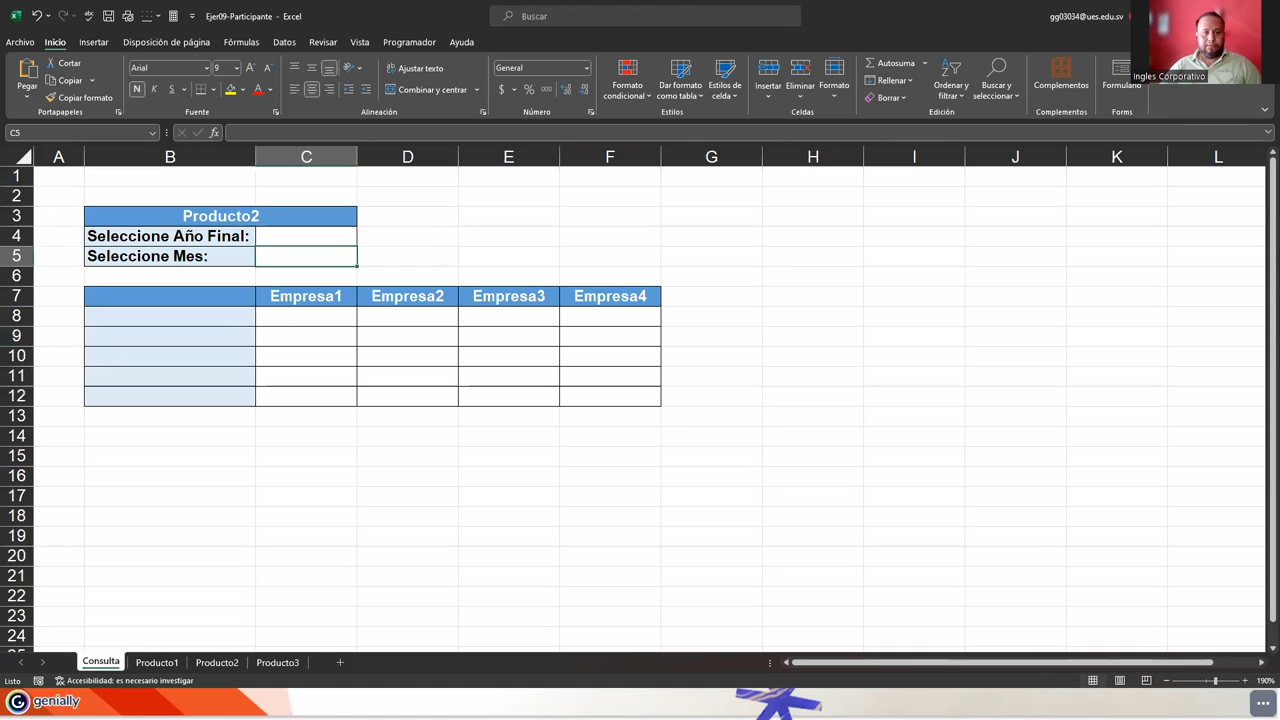 Ejer09-Participante - Excel
Buscar
gg03034@ues.edu.sv
Archivo Inicio Insertar Disposición de página Fórmulas Datos Revisar Vista Programador Ayuda
Ingles Corporativo
Pegar
Cortar
Copiar
Copiar formato
Portapapeles
Arial 9
N K S
Fuente
Ajustar texto
Combinar y centrar
Alineación
General
$ % 000
Número
Formato condicional
Dar formato como tabla
Estilos de celda
Estilos
Insertar Eliminar Formato
Celdas
Autosuma
Rellenar
Borrar
Ordenar y filtrar
Buscar y seleccionar
Edición
Complementos
Complementos
Formulario
Forms
C5
fx
A B C D E F G H I J K L
1
2
3 Producto2
4 Seleccione Año Final:
5 Seleccione Mes:
6
7 Empresa1 Empresa2 Empresa3 Empresa4
8
9
10
11
12
13
14
15
16
17
18
19
20
21
22
23
24
Consulta Producto1 Producto2 Producto3
Listo Accesibilidad: es necesario investigar 190%
genially